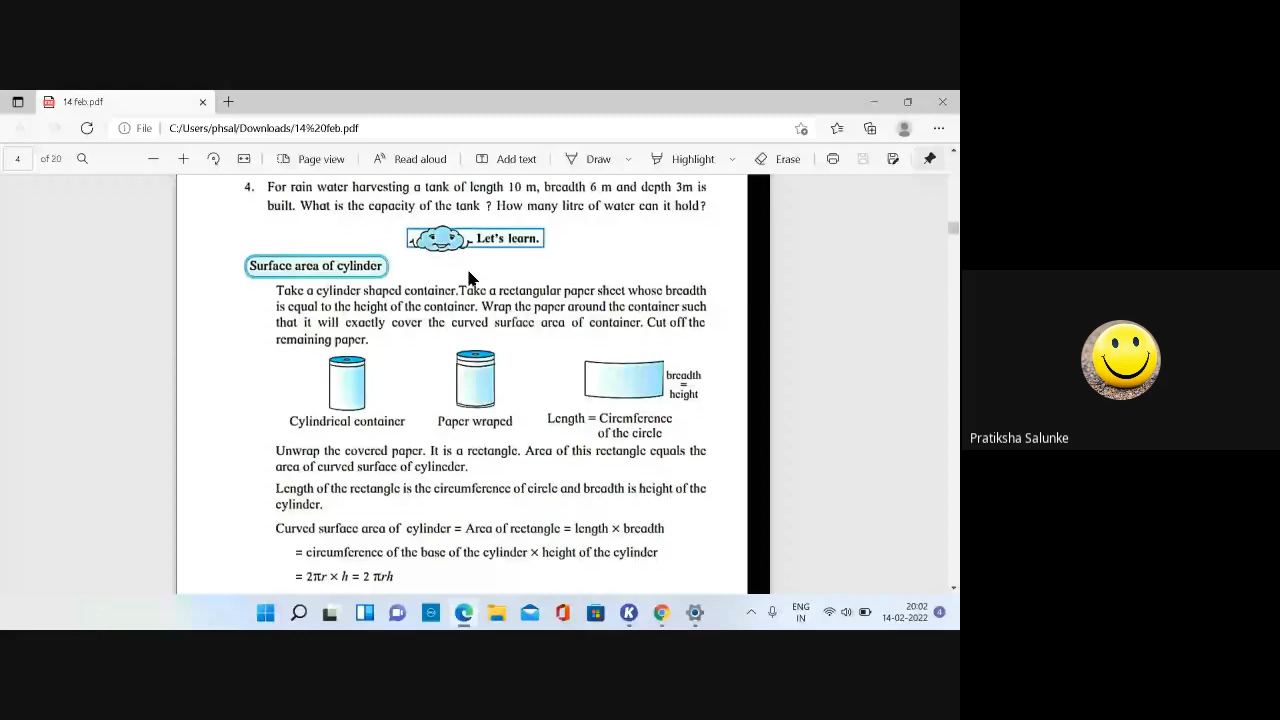 14 feb.pdf
File C:/Users/phsal/Downloads/14%20feb.pdf
4 of 20 Page view Read aloud Add text Draw Highlight Erase
4. For rain water harvesting a tank of length 10 m, breadth 6 m and depth 3m is
built. What is the capacity of the tank ? How many litre of water can it hold?
Let's learn.
Surface area of cylinder
Take a cylinder shaped container.Take a rectangular paper sheet whose breadth
is equal to the height of the container. Wrap the paper around the container such
that it will exactly cover the curved surface area of container. Cut off the
remaining paper.
breadth
=
height
Cylindrical container Paper wraped Length = Circmference
of the circle
Unwrap the covered paper. It is a rectangle. Area of this rectangle equals the
area of curved surface of cylineder.
Length of the rectangle is the circumference of circle and breadth is height of the
cylinder.
Curved surface area of cylinder = Area of rectangle = length × breadth
= circumference of the base of the cylinder × height of the cylinder
= 2πr × h = 2 πrh
Pratiksha Salunke
ENG
IN
20:02
14-02-2022
4